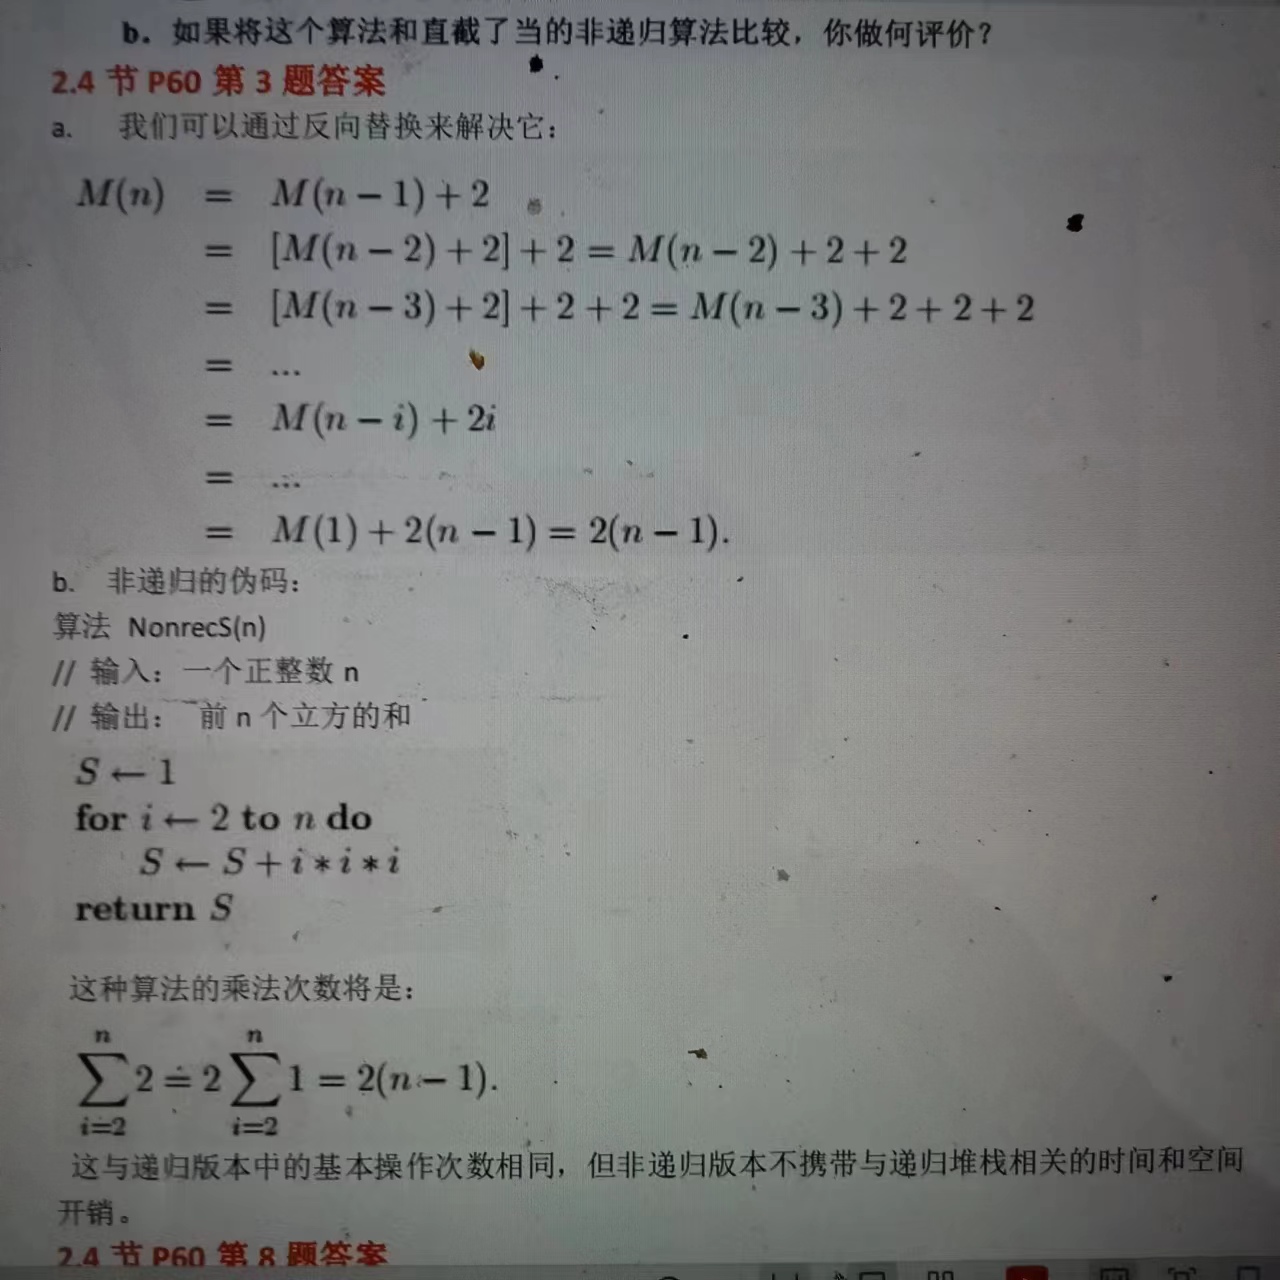 b. 如果将这个算法和直截了当的非递归算法比较，你做何评价？
2.4 节 P60 第 3 题答案
a. 我们可以通过反向替换来解决它：
M(n) = M(n − 1) + 2
= [M(n − 2) + 2] + 2 = M(n − 2) + 2 + 2
= [M(n − 3) + 2] + 2 + 2 = M(n − 3) + 2 + 2 + 2
= ...
= M(n − i) + 2i
= ...
= M(1) + 2(n − 1) = 2(n − 1).
b. 非递归的伪码：
算法 NonrecS(n)
// 输入：一个正整数 n
// 输出： 前 n 个立方的和
S ← 1
for i ← 2 to n do
S ← S + i * i * i
return S
这种算法的乘法次数将是：
∑_{i=2}^{n} 2 = 2 ∑_{i=2}^{n} 1 = 2(n − 1).
这与递归版本中的基本操作次数相同，但非递归版本不携带与递归堆栈相关的时间和空间
开销。
2.4 节 P60 第 8 题答案